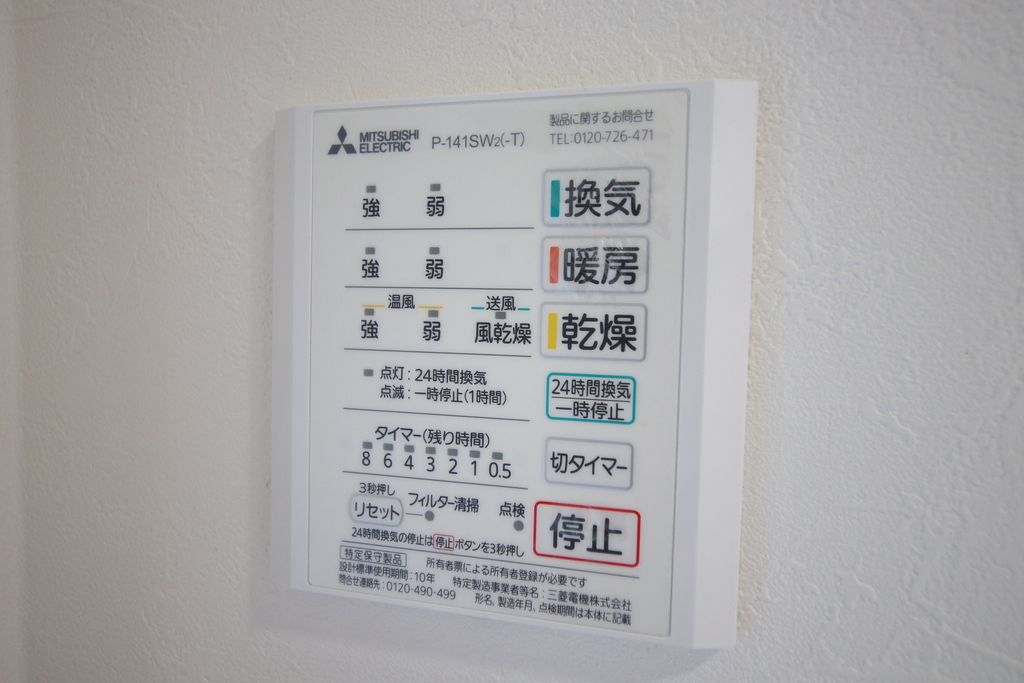 MITSUBISHI ELECTRIC P-141SW2(-T)
製品に関するお問合せ
TEL:0120-726-471
強 弱 換気
強 弱 暖房
温風 送風
強 弱 風乾燥 乾燥
点灯:24時間換気
点滅:一時停止(1時間)
24時間換気
一時停止
タイマー(残り時間)
8 6 4 3 2 1 0.5
切タイマー
3秒押し
リセット フィルター清掃 点検
停止
24時間換気の停止は停止ボタンを3秒押し
特定保守製品 所有者票による所有者登録が必要です
設計標準使用期間:10年 特定製造事業者等名:三菱電機株式会社
問合せ連絡先:0120-490-499 形名、製造年月、点検期間は本体に記載